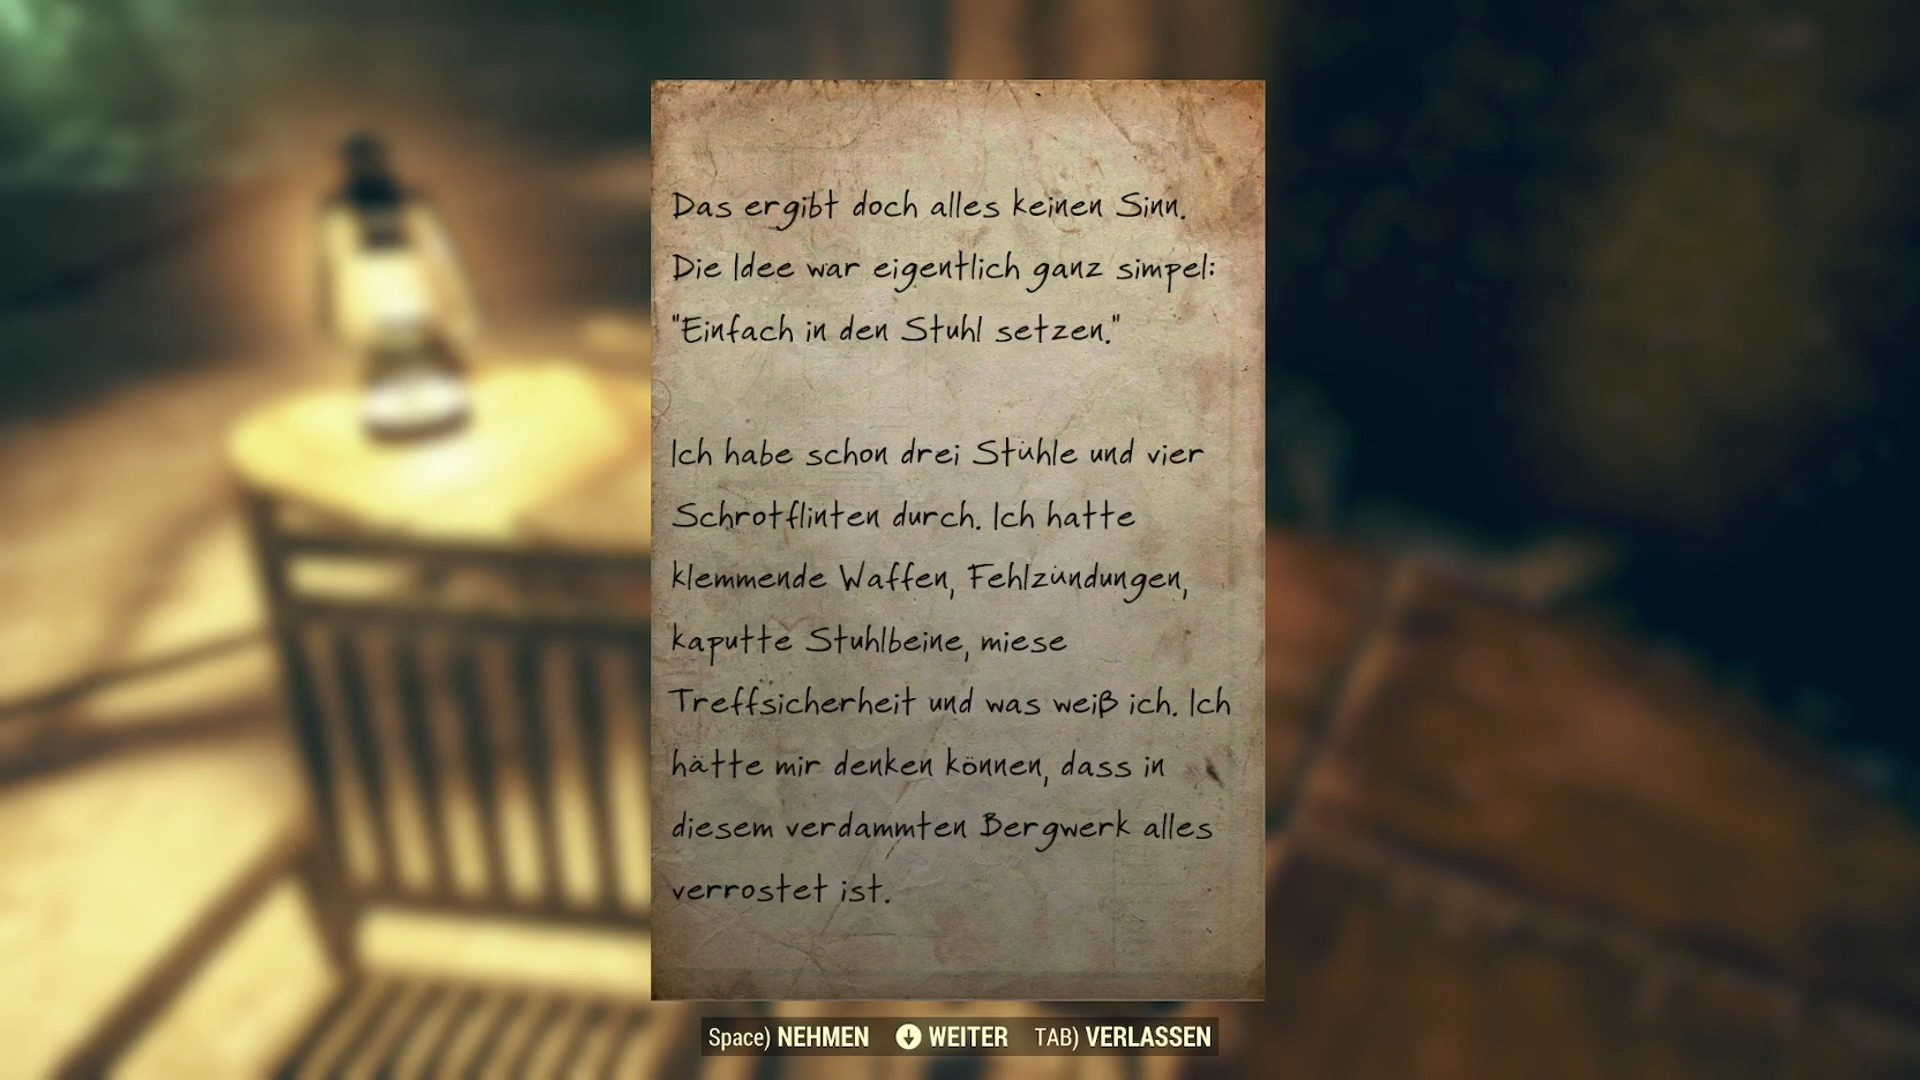 Das ergibt doch alles keinen Sinn.
Die Idee war eigentlich ganz simpel:
"Einfach in den Stuhl setzen."
Ich habe schon drei Stühle und vier
Schrotflinten durch. Ich hatte
klemmende Waffen, Fehlzündungen,
kaputte Stuhlbeine, miese
Treffsicherheit und was weiß ich. Ich
hätte mir denken können, dass in
diesem verdammten Bergwerk alles
verrostet ist.
Space) NEHMEN WEITER TAB) VERLASSEN